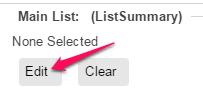 Main List: (ListSummary)
None Selected
Edit Clear